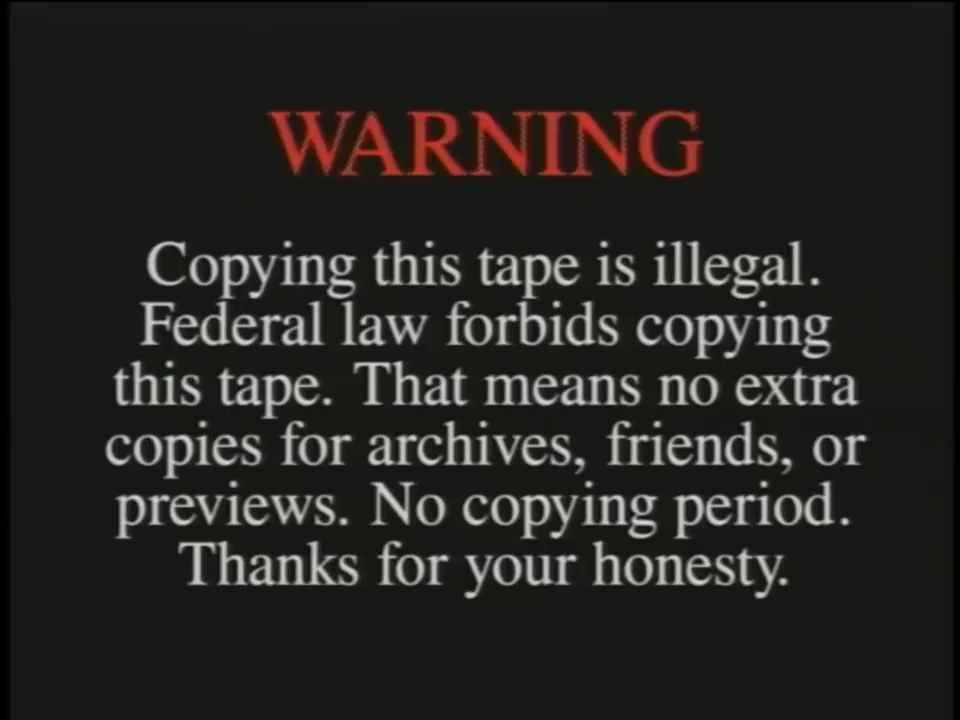 WARNING
Copying this tape is illegal.
Federal law forbids copying
this tape. That means no extra
copies for archives, friends, or
previews. No copying period.
Thanks for your honesty.